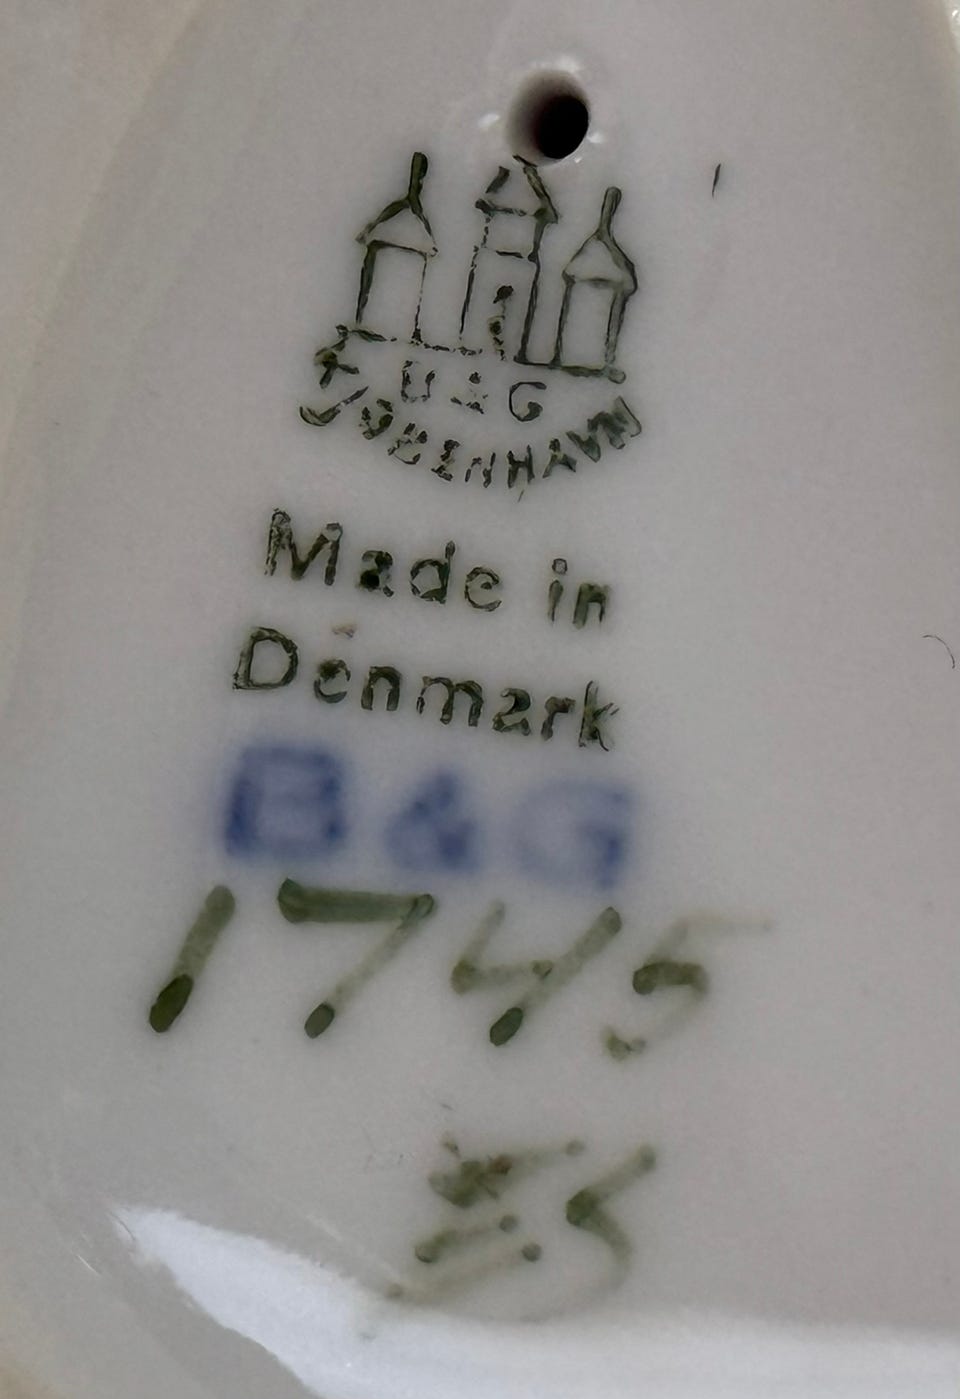 B & G
KJØBENHAVN
Made in
Denmark
B&G
1745